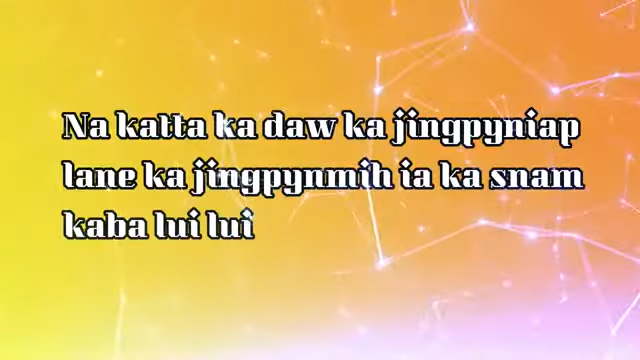 Na katta ka daw ka jingpyniap
lane ka jingpynmih ia ka snam
kaba lui lui